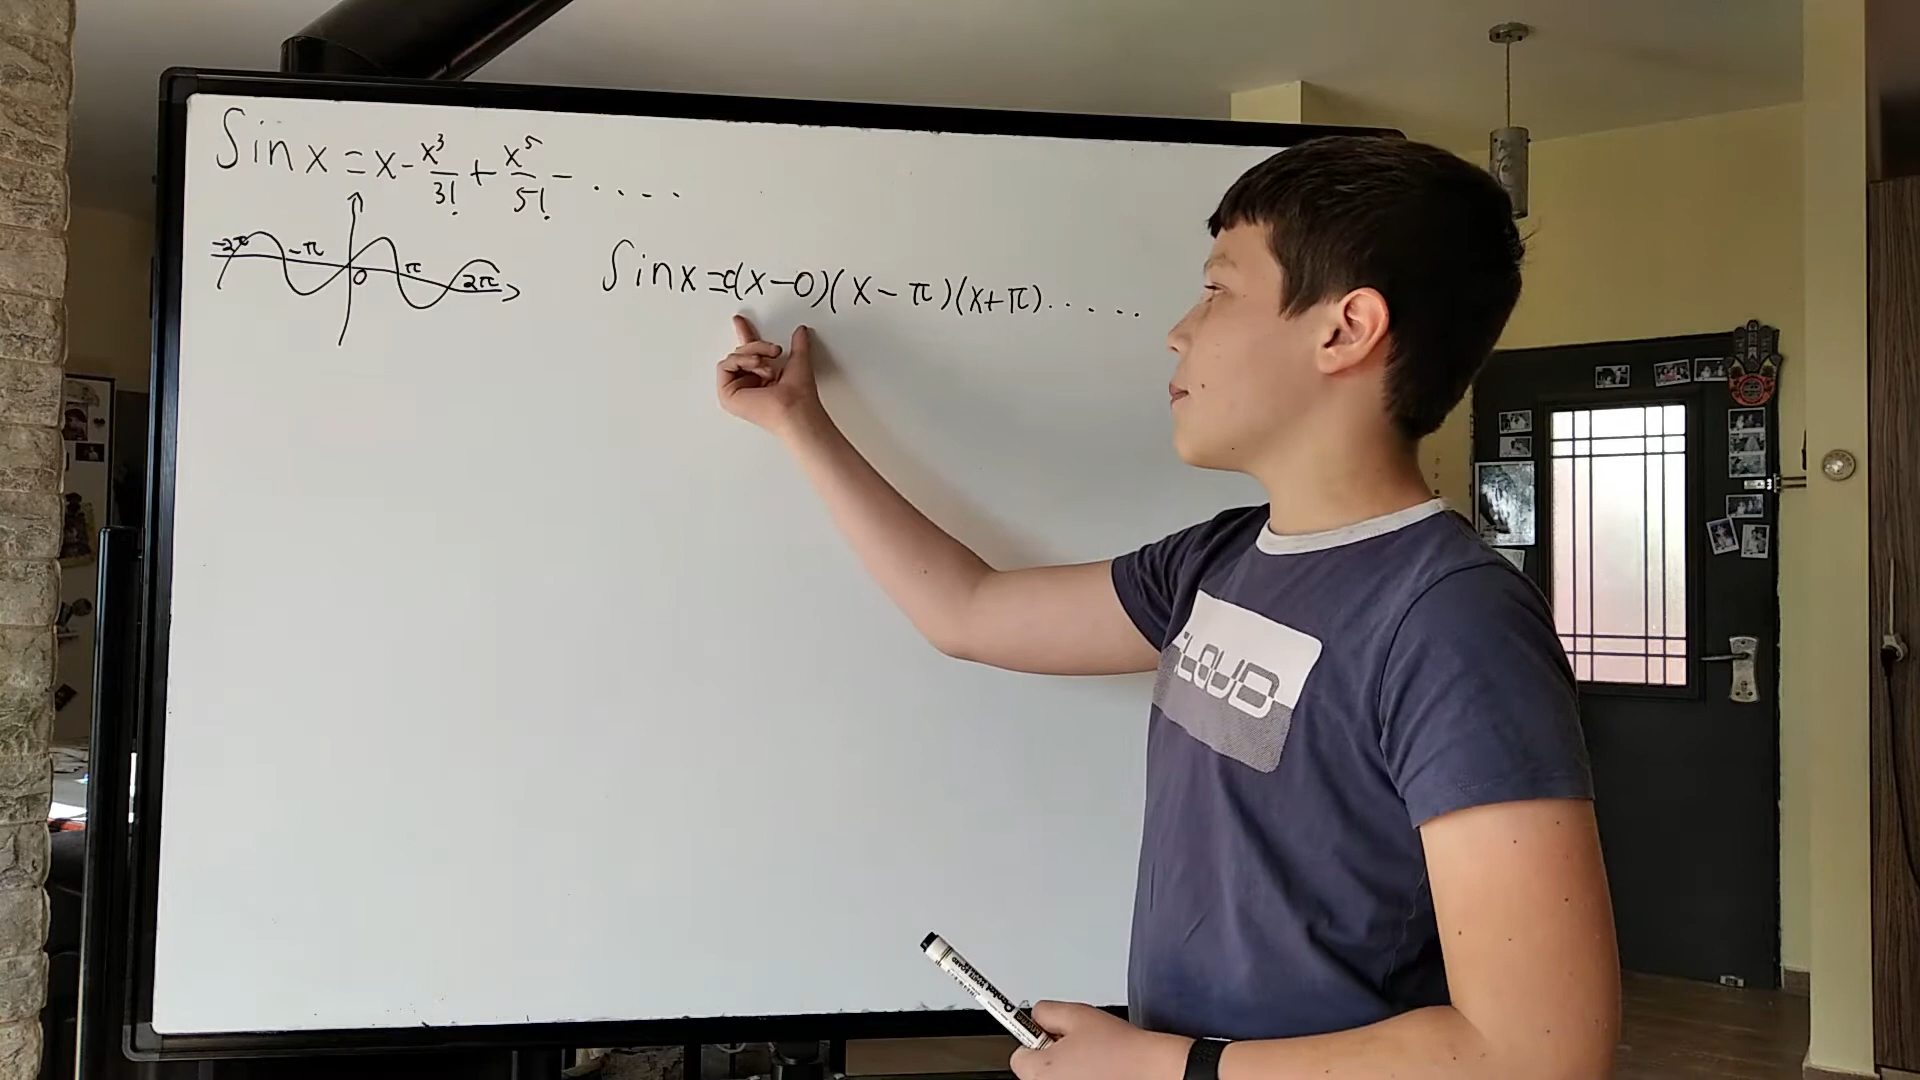 Sin x = x - x³/3! + x⁵/5! - ....
-2π -π 0 π 2π
Sin x = a(x-0)(x-π)(x+π).....
CLOUD